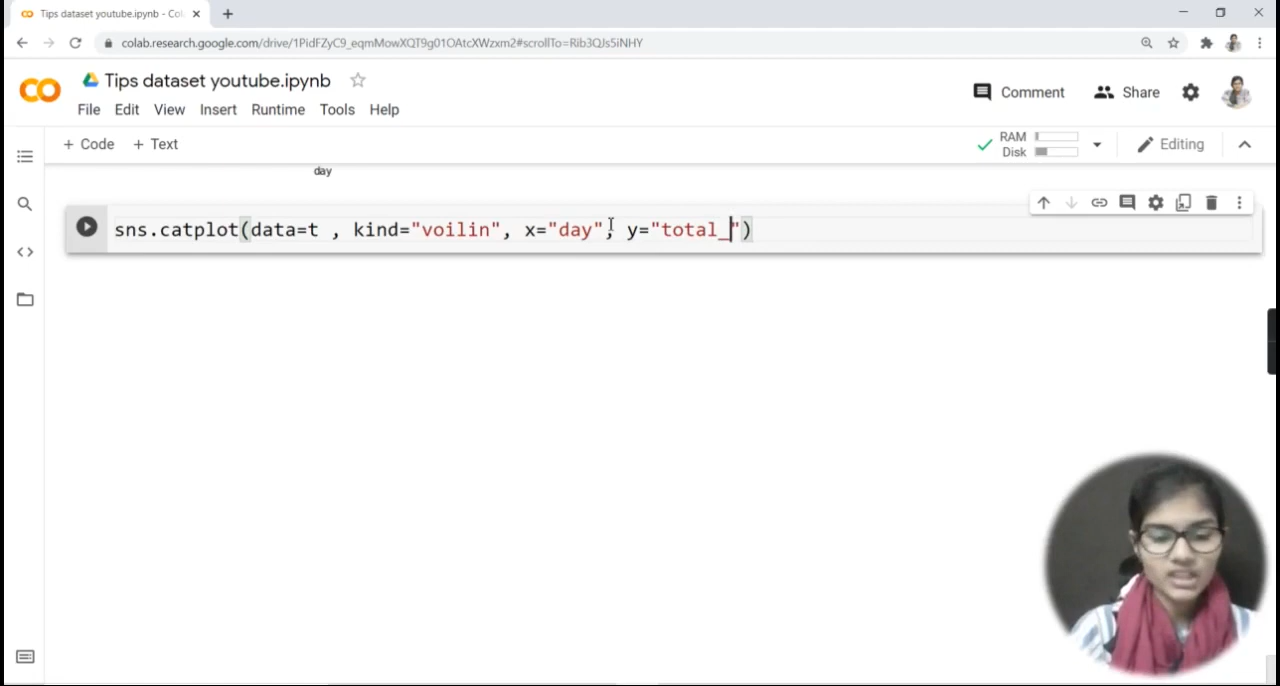 Tips dataset youtube.ipynb - Col
colab.research.google.com/drive/1PidFZyC9_eqmMowXQT9g01OAtcXWzxm2#scrollTo=Rib3QJs5iNHY
Tips dataset youtube.ipynb
Comment
Share
File Edit View Insert Runtime Tools Help
+ Code + Text
RAM
Disk
Editing
day
sns.catplot(data=t , kind="voilin", x="day", y="total_")